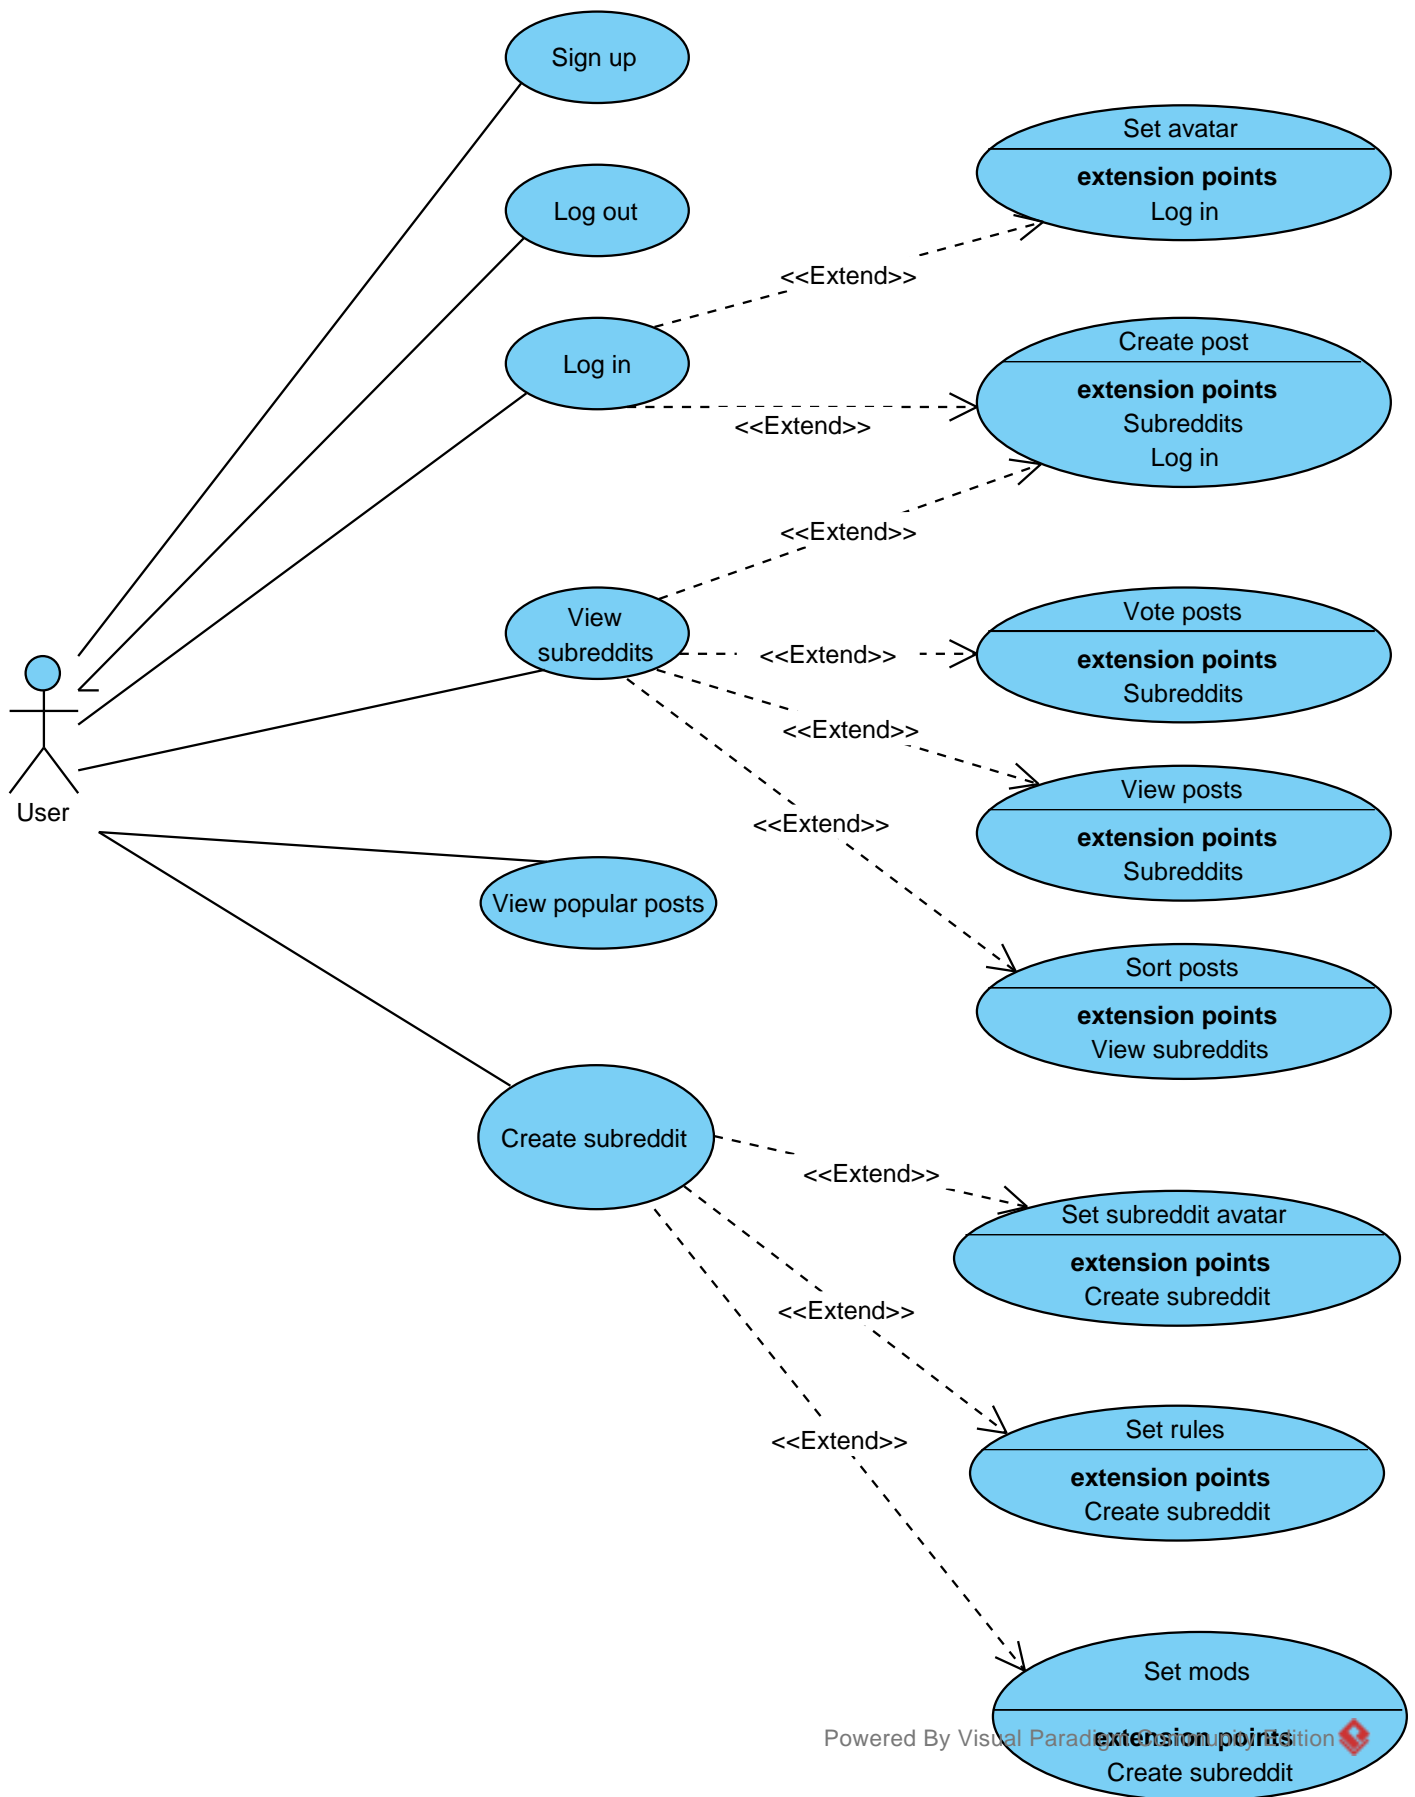 Sign up
Set avatar
extension points
Log in
Log out
<<Extend>>
Log in
Create post
extension points
Subreddits
Log in
<<Extend>>
<<Extend>>
View
subreddits
Vote posts
extension points
Subreddits
<<Extend>>
<<Extend>>
View posts
extension points
Subreddits
User
<<Extend>>
View popular posts
Sort posts
extension points
View subreddits
Create subreddit
<<Extend>>
Set subreddit avatar
extension points
Create subreddit
<<Extend>>
Set rules
extension points
Create subreddit
<<Extend>>
Set mods
extension points
Create subreddit
Powered By Visual Paradigm Community Edition